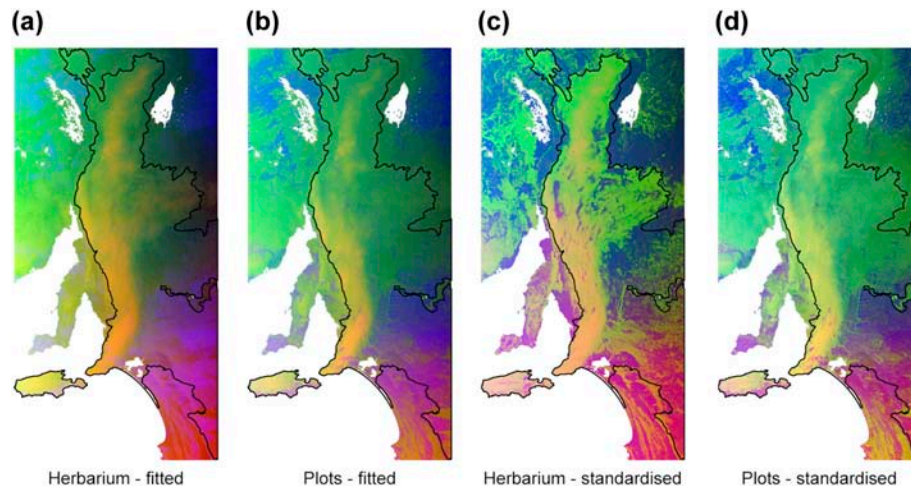 (a) (b) (c) (d)
Herbarium - fitted Plots - fitted Herbarium - standardised Plots - standardised